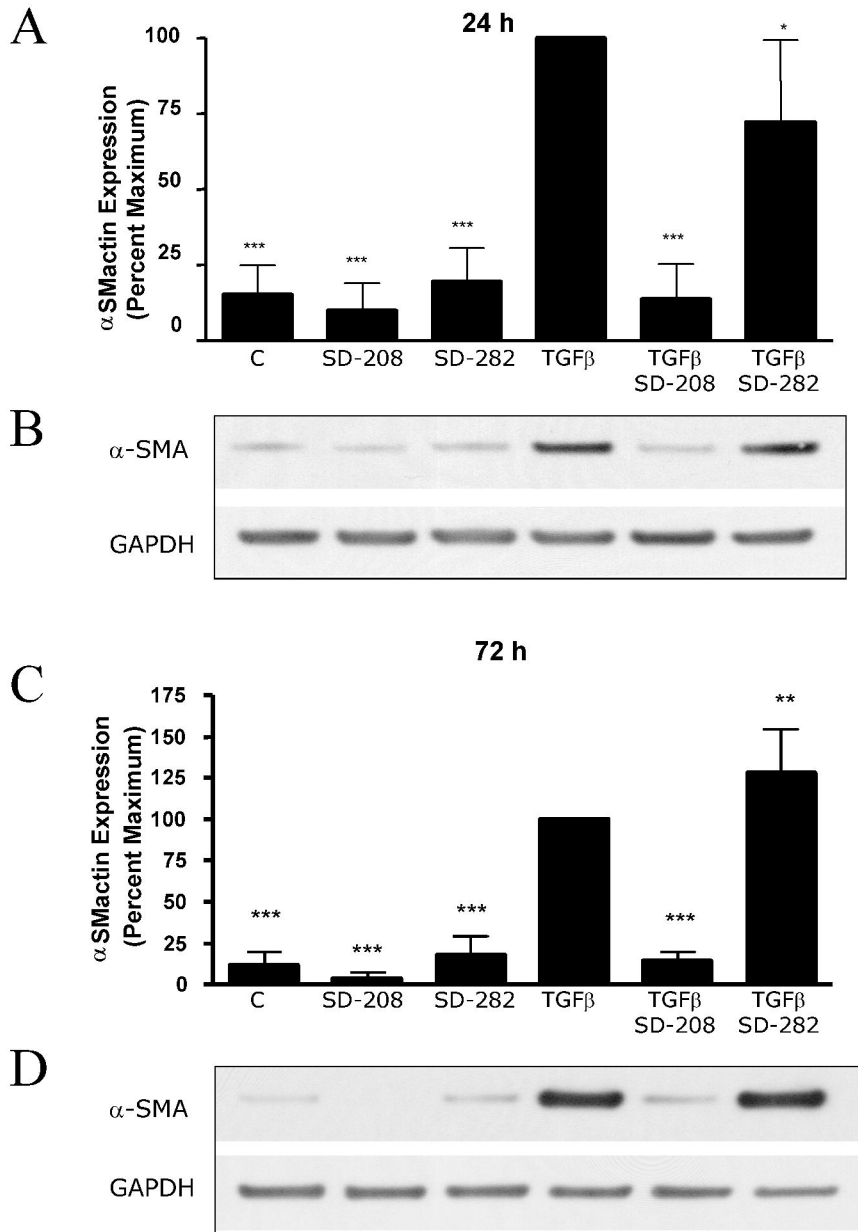 A
24 h
αSMactin Expression
(Percent Maximum)
100
75
50
25
0
***
***
***
***
*
C
SD-208
SD-282
TGFβ
TGFβ
SD-208
TGFβ
SD-282
B
α-SMA
GAPDH
72 h
C
αSMactin Expression
(Percent Maximum)
175
150
125
100
75
50
25
0
***
***
***
***
**
C
SD-208
SD-282
TGFβ
TGFβ
SD-208
TGFβ
SD-282
D
α-SMA
GAPDH